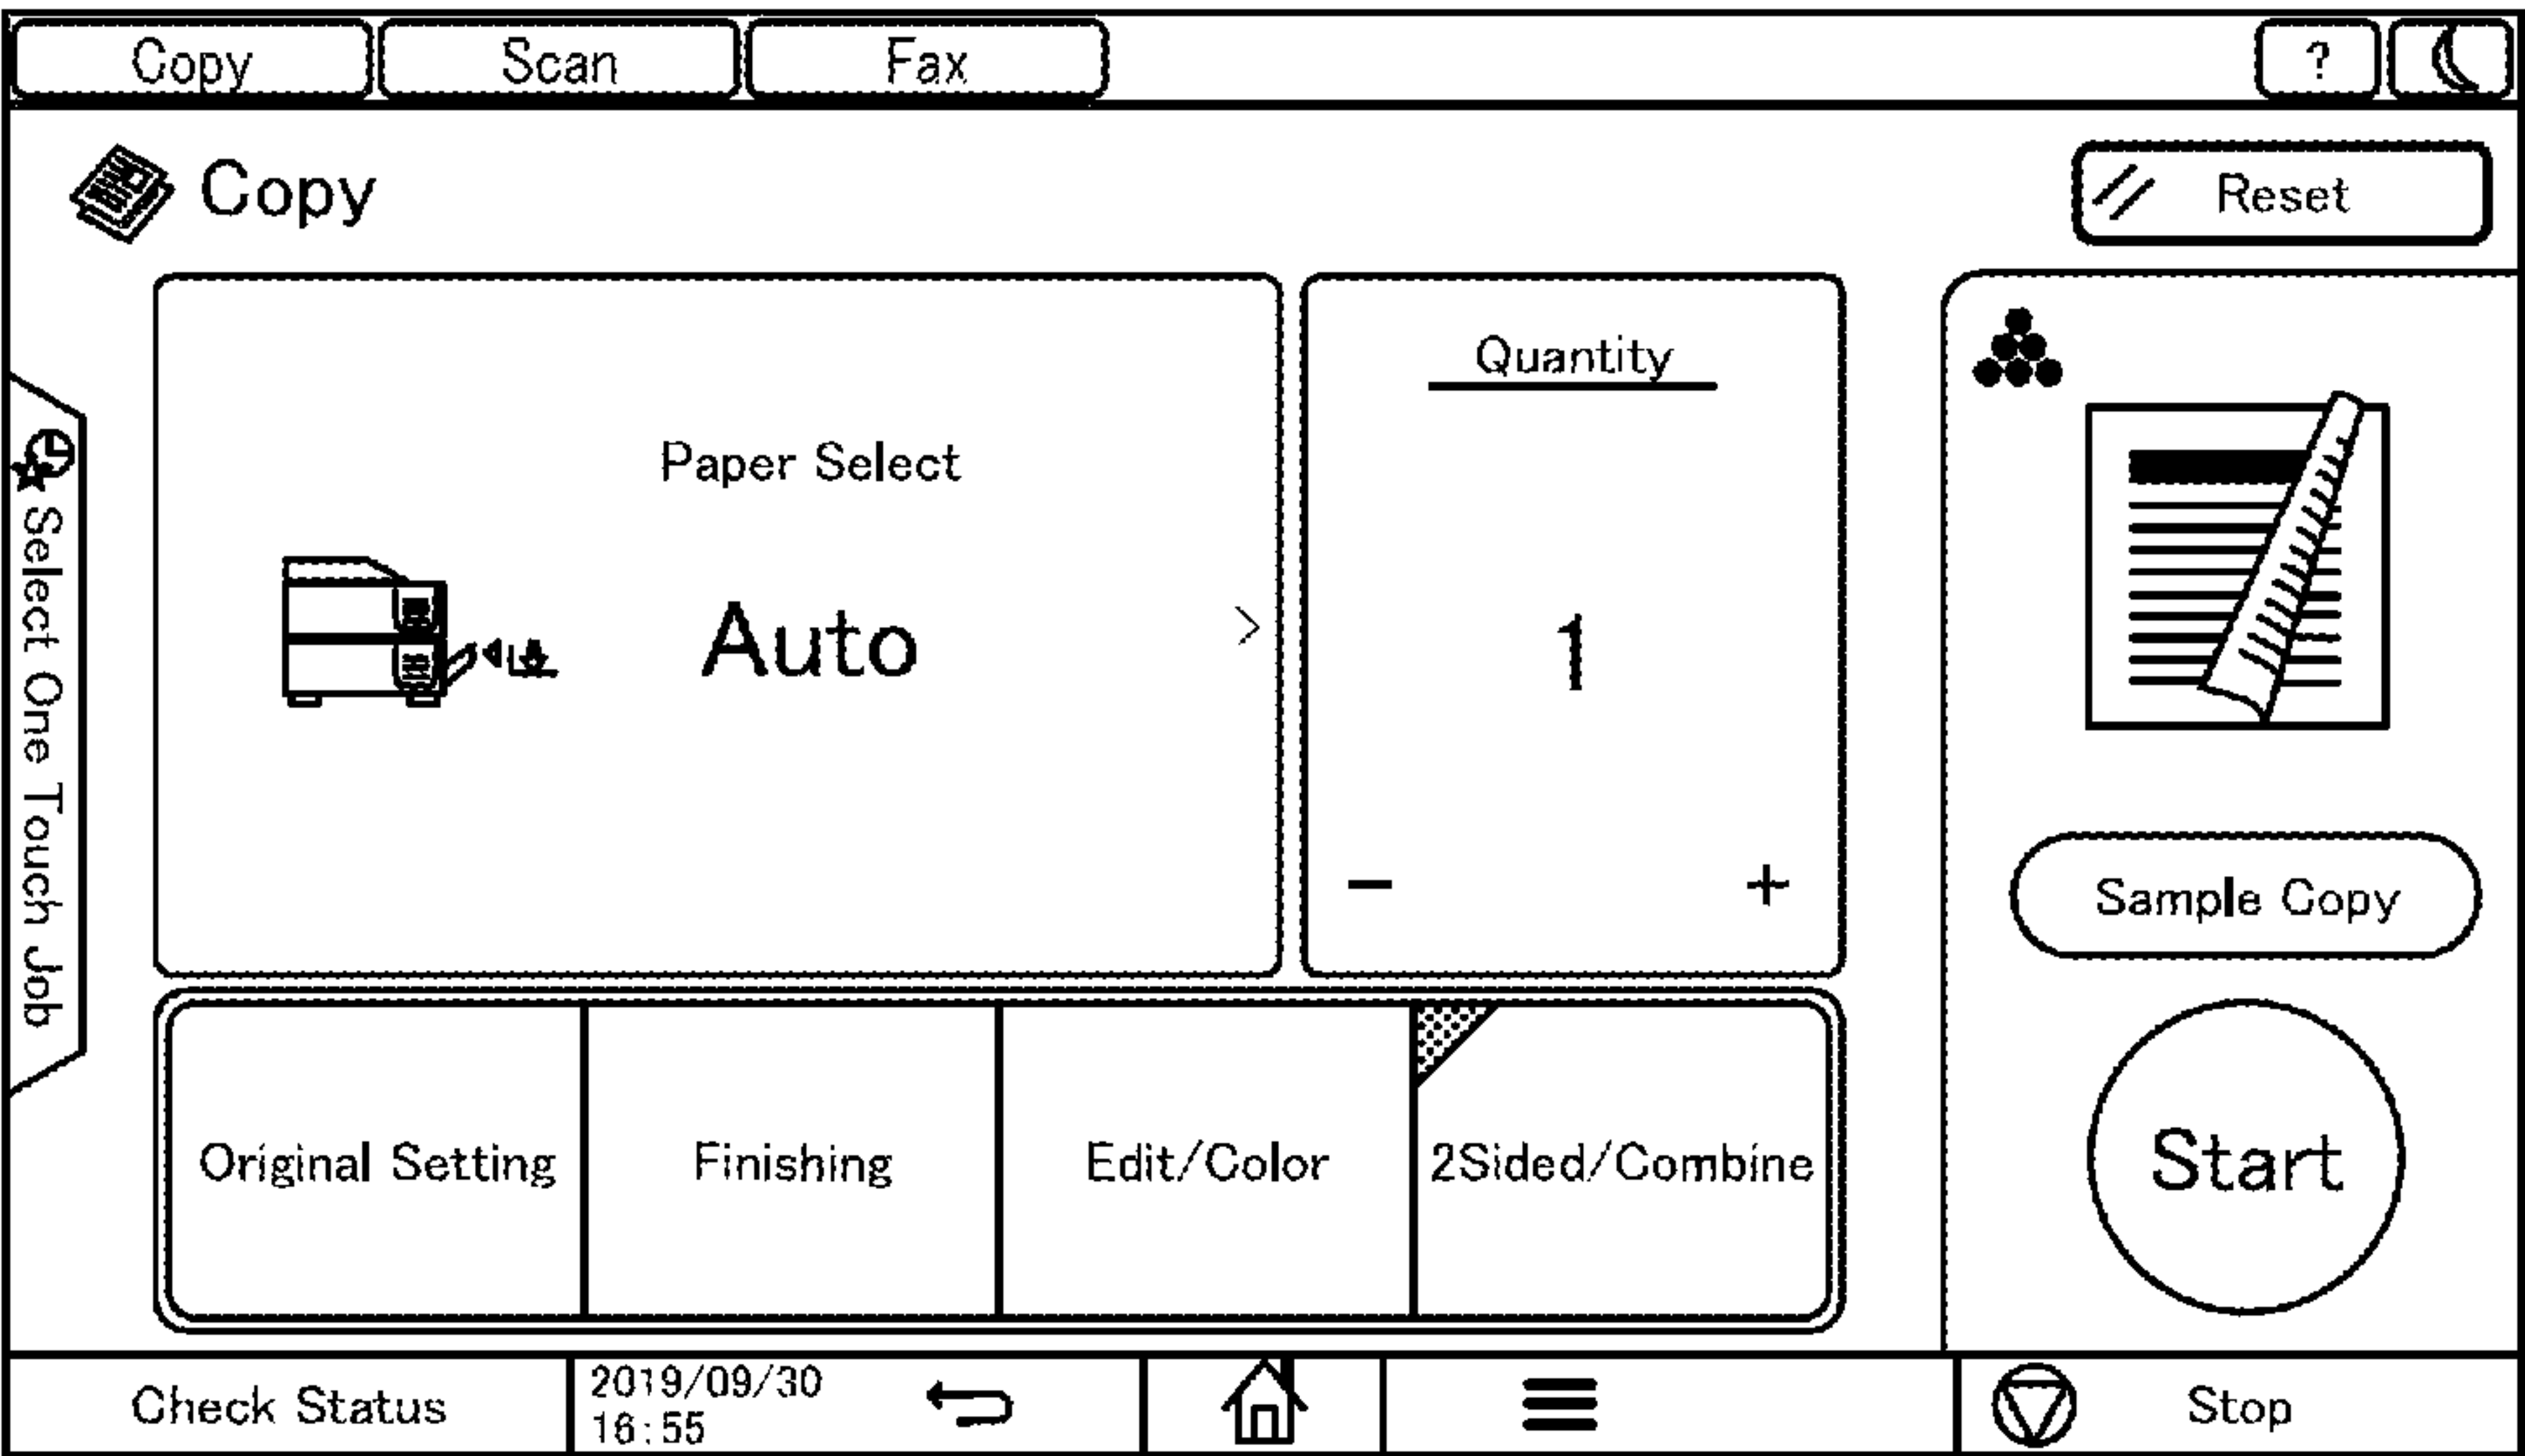 Copy
Scan
Fax
?
Copy
Reset
Select One Touch Job
Paper Select
Auto
>
Quantity
1
− +
Sample Copy
Start
Original Setting
Finishing
Edit/Color
2Sided/Combine
Check Status
2019/09/30
16:55
Stop